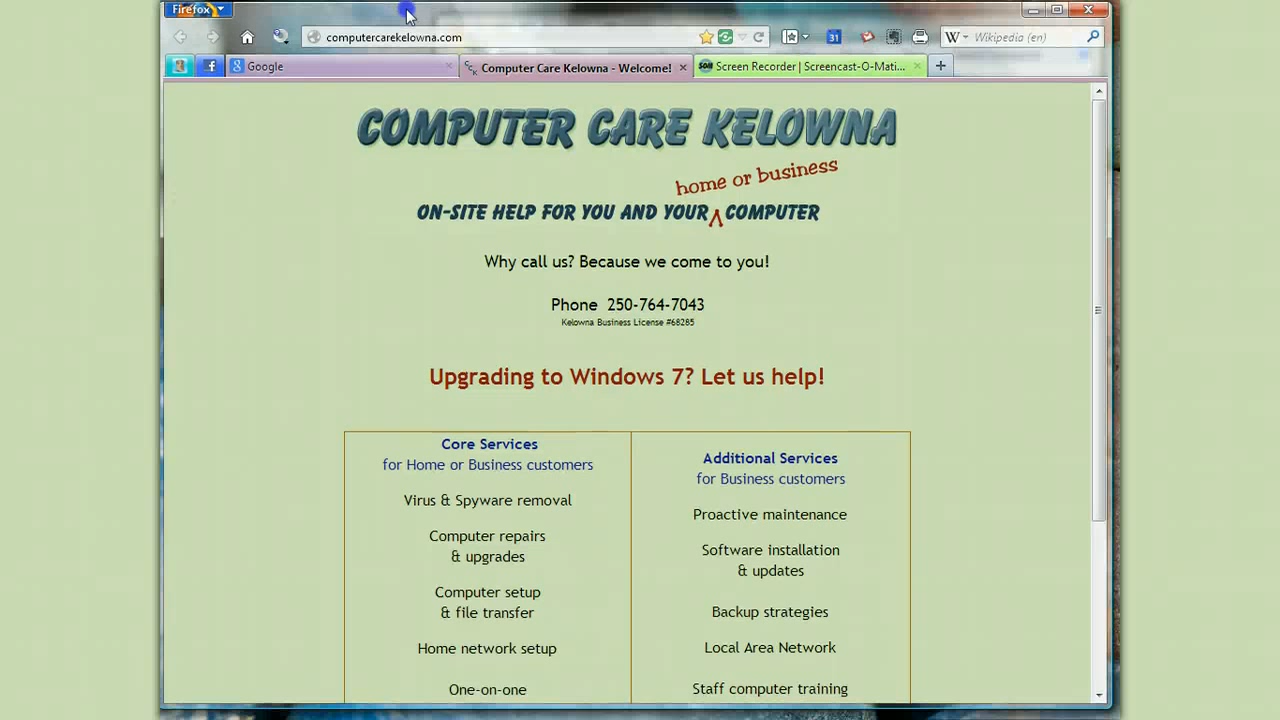 Firefox
computercarekelowna.com
31
W
Wikipedia (en)
f
g Google
Computer Care Kelowna - Welcome!
SOM
Screen Recorder | Screencast-O-Mati...
COMPUTER CARE KELOWNA
home or business
ON-SITE HELP FOR YOU AND YOUR COMPUTER
Why call us? Because we come to you!
Phone 250-764-7043
Kelowna Business License #68285
Upgrading to Windows 7? Let us help!
Core Services
for Home or Business customers
Virus & Spyware removal
Computer repairs
& upgrades
Computer setup
& file transfer
Home network setup
One-on-one
Additional Services
for Business customers
Proactive maintenance
Software installation
& updates
Backup strategies
Local Area Network
Staff computer training